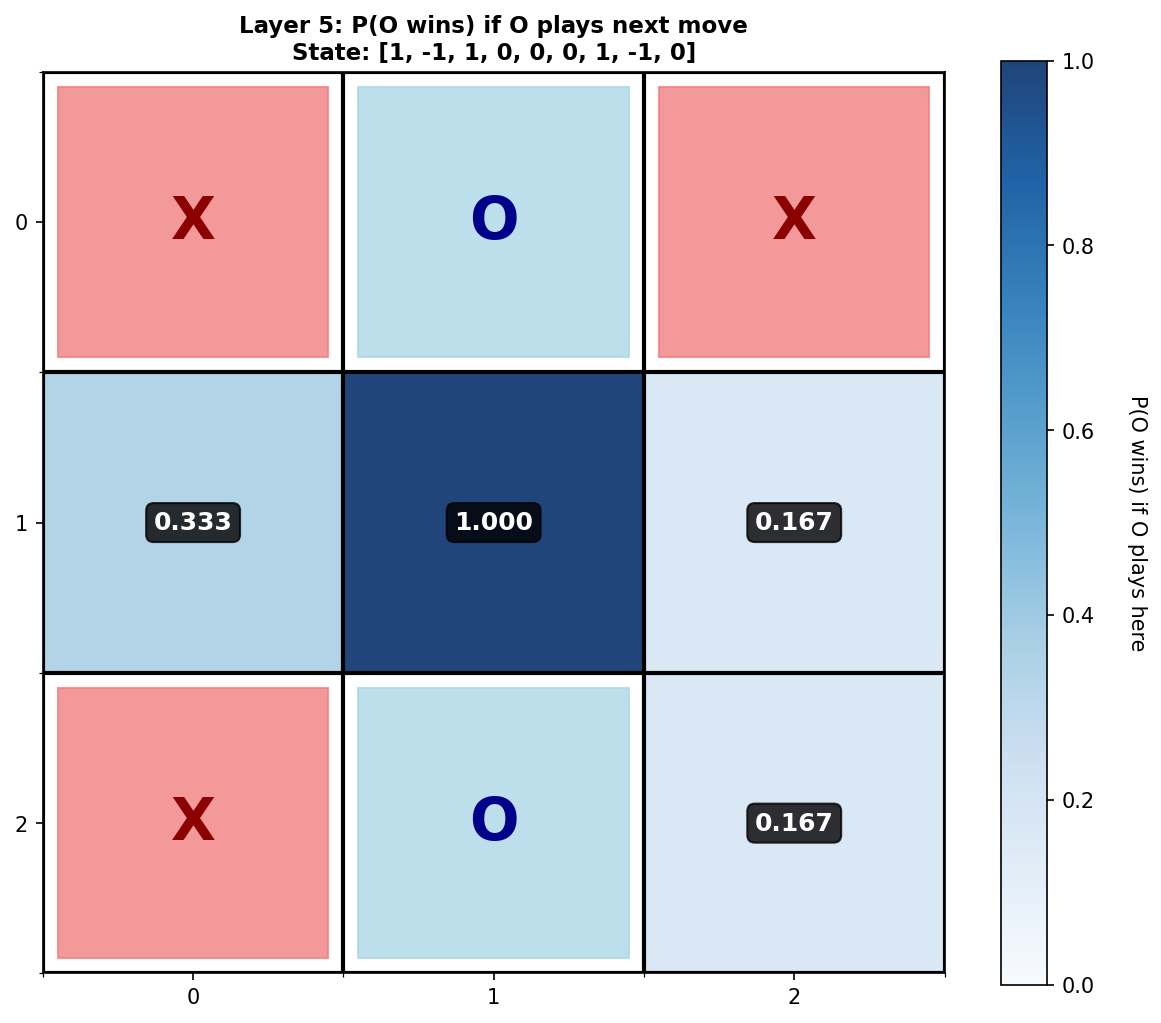 Layer 5: P(O wins) if O plays next move
State: [1, -1, 1, 0, 0, 0, 1, -1, 0]
0
X
O
X
1
0.333
1.000
0.167
2
X
O
0.167
0
1
2
1.0
0.8
0.6
0.4
0.2
0.0
P(O wins) if O plays here